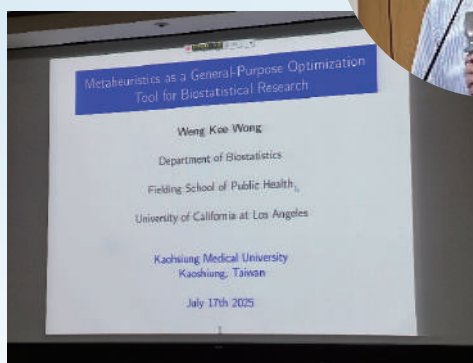 Metaheuristics as a General-Purpose Optimization
Tool for Biostatistical Research
Weng Kee Wong
Department of Biostatistics
Fielding School of Public Health,
University of California at Los Angeles
Kaohsiung Medical University
Kaoshiung, Taiwan
July 17th 2025